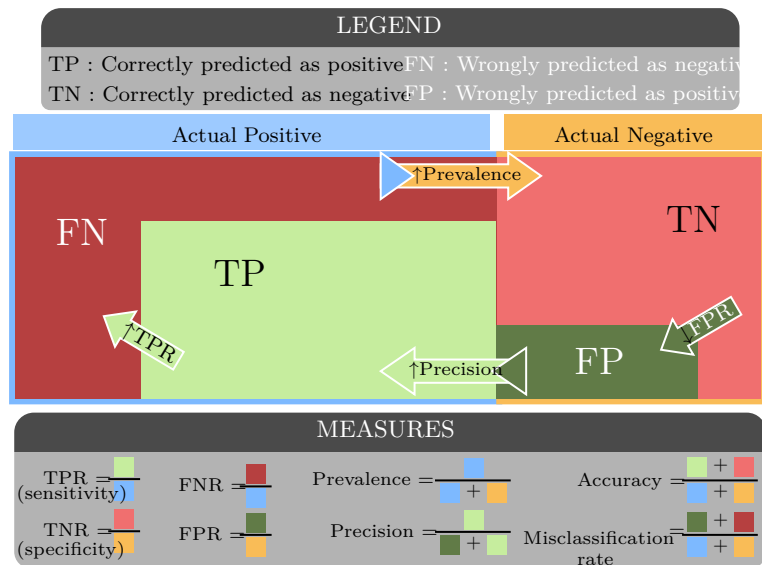 LEGEND
TP : Correctly predicted as positive FN : Wrongly predicted as negativ
TN : Correctly predicted as negative FP : Wrongly predicted as positiv
Actual Positive Actual Negative
↑Prevalence
FN TP TN
↑TPR ↑Precision FP ↓FPR
MEASURES
TPR =
(sensitivity)
FNR =
Prevalence =
+
Accuracy =
+
+
TNR =
(specificity)
FPR =
Precision =
+
Misclassification
rate
=
+
+